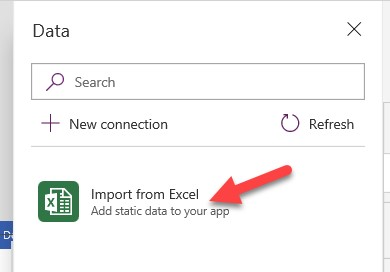 Data
Search
New connection
Refresh
Import from Excel
Add static data to your app